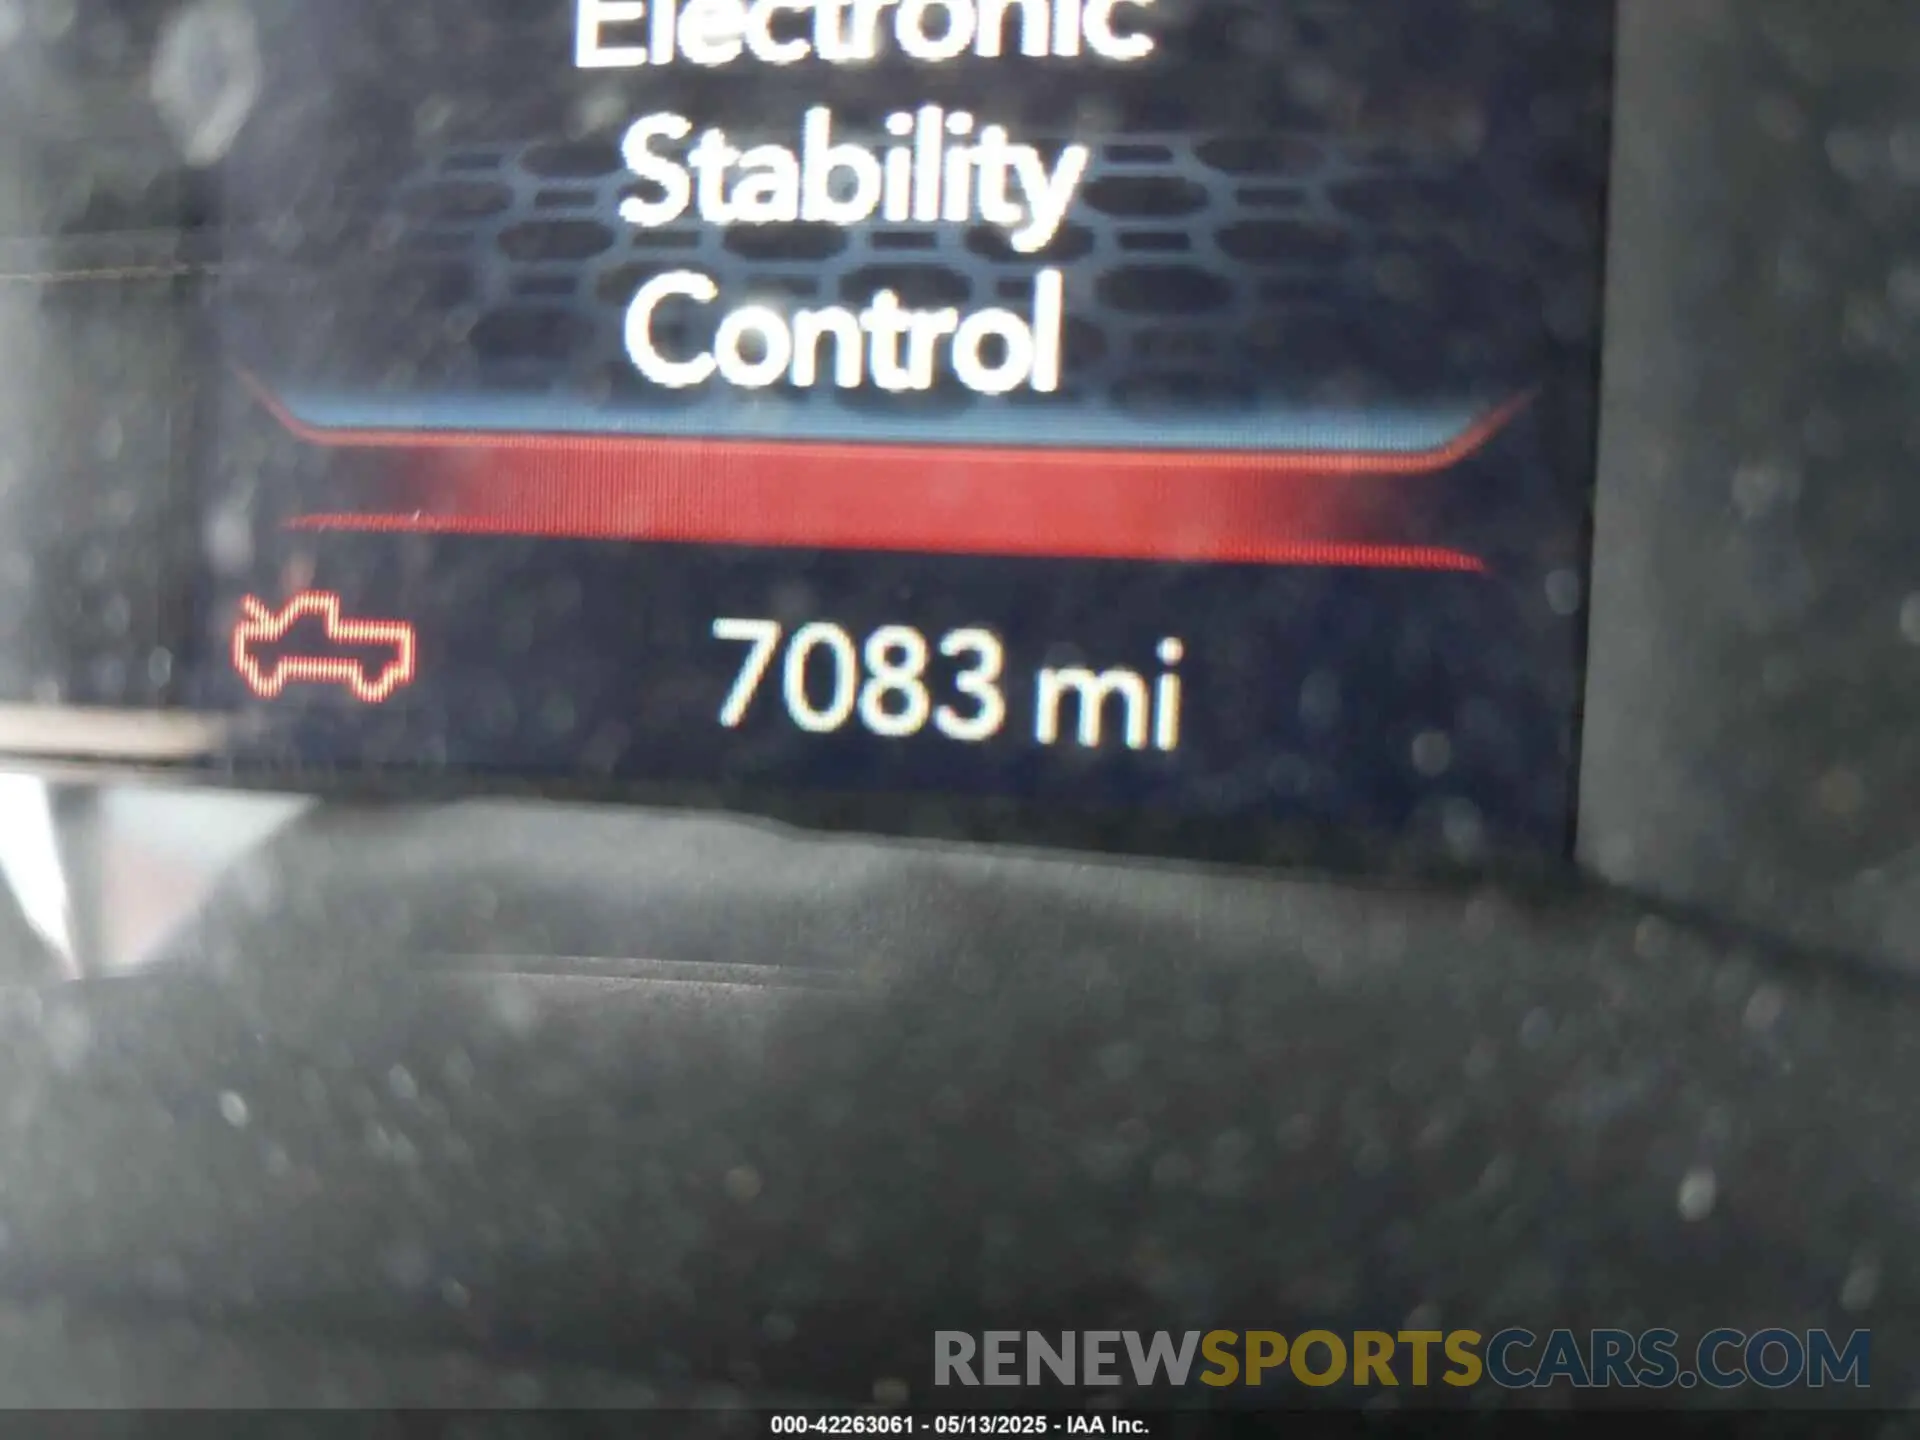 Electronic
Stability
Control
7083 mi
RENEWSPORTSCARS.COM
000-42263061 - 05/13/2025 - IAA Inc.